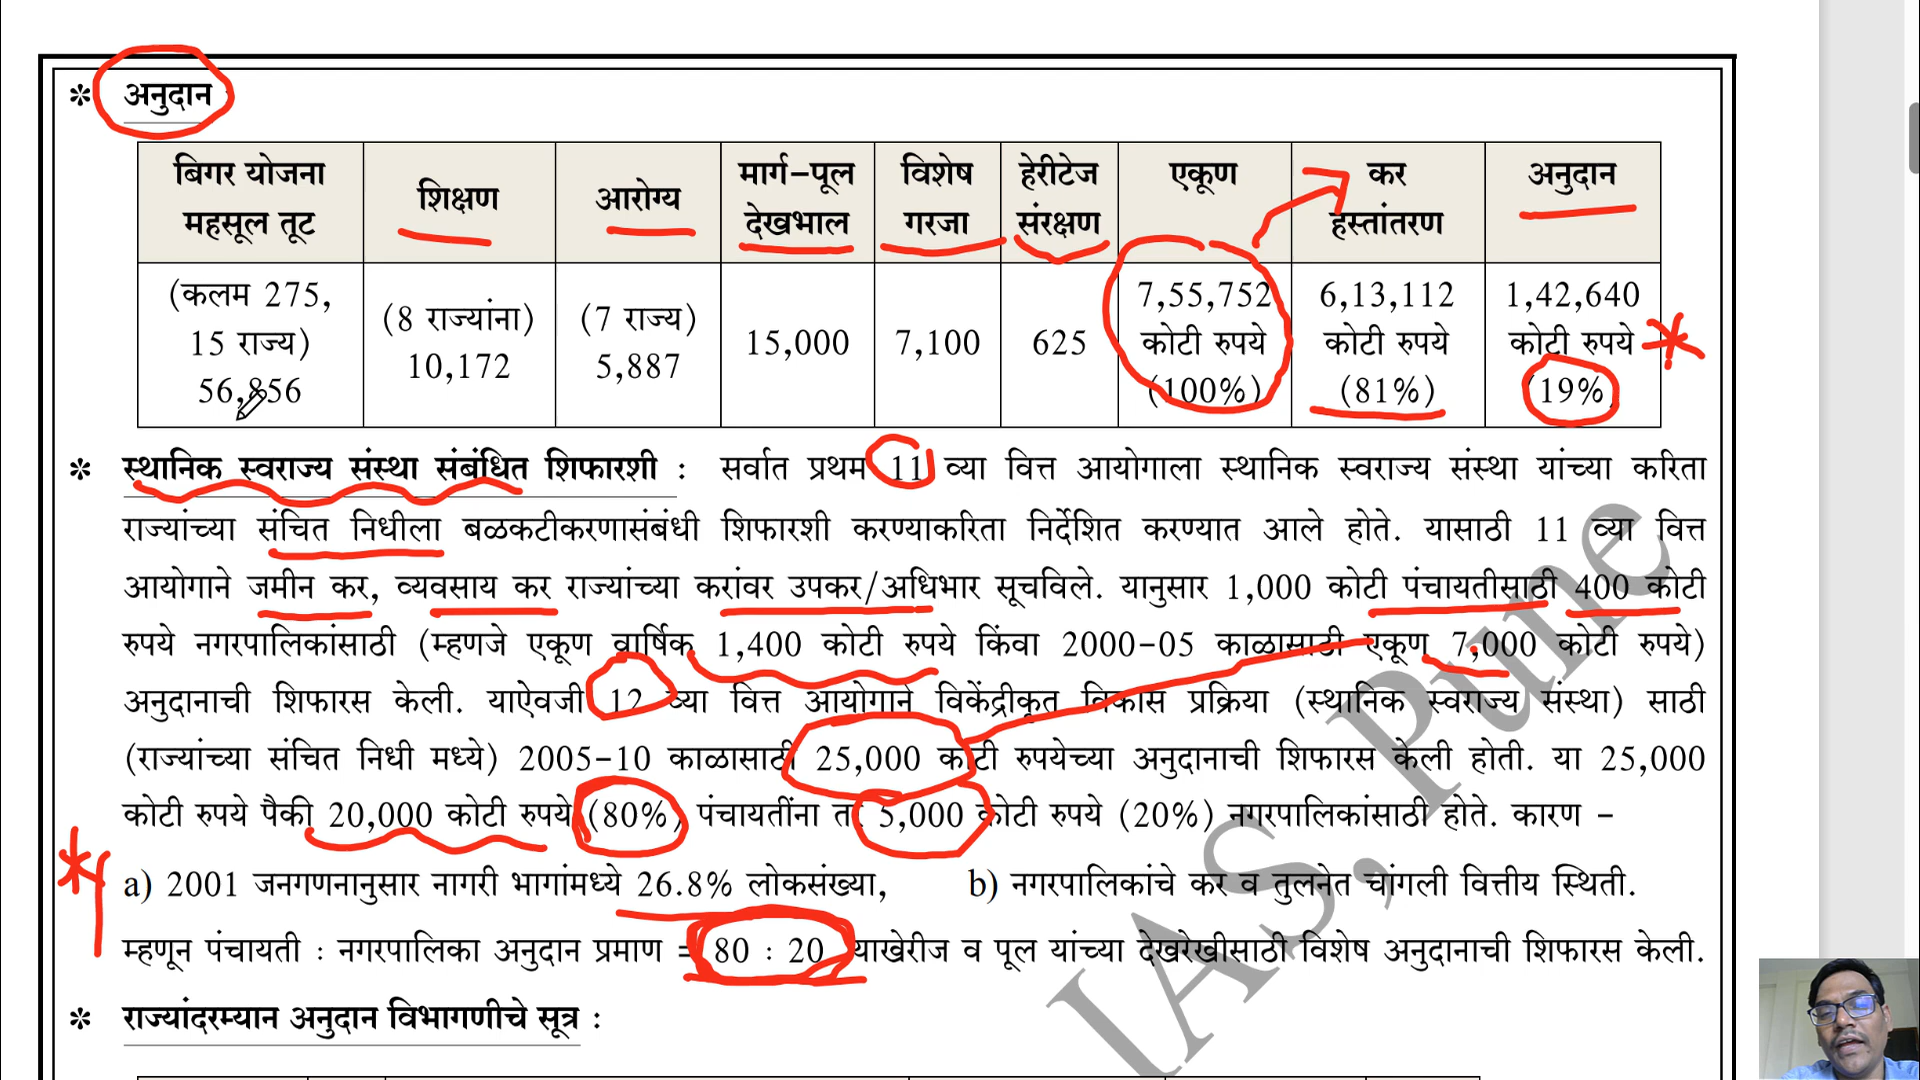 * अनुदान
बिगर योजना महसूल तूट | शिक्षण | आरोग्य | मार्ग–पूल देखभाल | विशेष गरजा | हेरीटेज संरक्षण | एकूण | कर हस्तांतरण | अनुदान
(कलम 275, 15 राज्य) 56,856 | (8 राज्यांना) 10,172 | (7 राज्य) 5,887 | 15,000 | 7,100 | 625 | 7,55,752 कोटी रुपये (100%) | 6,13,112 कोटी रुपये (81%) | 1,42,640 कोटी रुपये (19%)
* स्थानिक स्वराज्य संस्था संबंधित शिफारशी : सर्वात प्रथम 11 व्या वित्त आयोगाला स्थानिक स्वराज्य संस्था यांच्या करिता
राज्यांच्या संचित निधीला बळकटीकरणासंबंधी शिफारशी करण्याकरिता निर्देशित करण्यात आले होते. यासाठी 11 व्या वित्त
आयोगाने जमीन कर, व्यवसाय कर राज्यांच्या करांवर उपकर/अधिभार सूचविले. यानुसार 1,000 कोटी पंचायतीसाठी 400 कोटी
रुपये नगरपालिकांसाठी (म्हणजे एकूण वार्षिक 1,400 कोटी रुपये किंवा 2000–05 काळासाठी एकूण 7,000 कोटी रुपये)
अनुदानाची शिफारस केली. याऐवजी 12 व्या वित्त आयोगाने विकेंद्रीकृत विकास प्रक्रिया (स्थानिक स्वराज्य संस्था) साठी
(राज्यांच्या संचित निधी मध्ये) 2005–10 काळासाठी 25,000 कोटी रुपयेच्या अनुदानाची शिफारस केली होती. या 25,000
कोटी रुपये पैकी 20,000 कोटी रुपये (80%) पंचायतींना तर 5,000 कोटी रुपये (20%) नगरपालिकांसाठी होते. कारण –
a) 2001 जनगणनानुसार नागरी भागांमध्ये 26.8% लोकसंख्या, b) नगरपालिकांचे कर व तुलनेत चांगली वित्तीय स्थिती.
म्हणून पंचायती : नगरपालिका अनुदान प्रमाण = 80 : 20 याखेरीज व पूल यांच्या देखरेखीसाठी विशेष अनुदानाची शिफारस केली.
* राज्यांदरम्यान अनुदान विभागणीचे सूत्र :
IAS, Pune